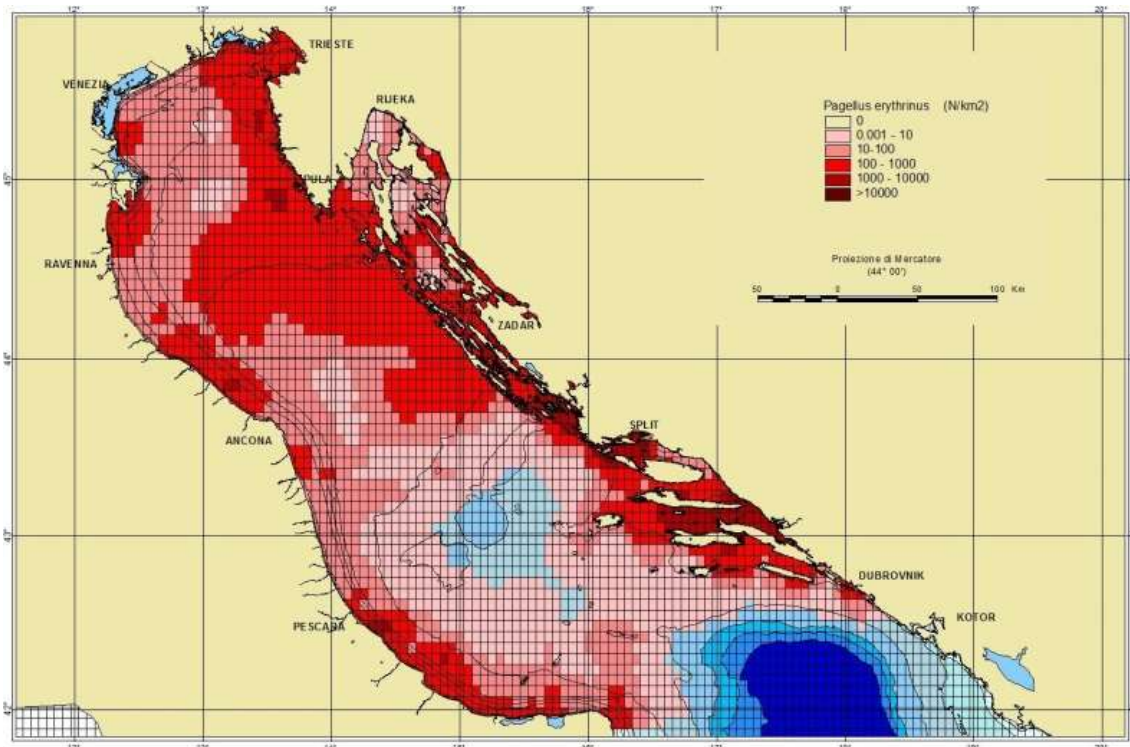 12° 13° 14° 15° 16° 17° 18° 19° 20°
TRIESTE
VENEZIA
RIJEKA
Pagellus erythrinus (N/km2)
0
0.001 - 10
10-100
100 - 1000
1000 - 10000
>10000
45°
PULA
RAVENNA
Proiezione di Mercatore
(44° 00')
50 0 50 100 Km
ZADAR
44°
ANCONA
SPLIT
43°
DUBROVNIK
PESCARA
KOTOR
42°